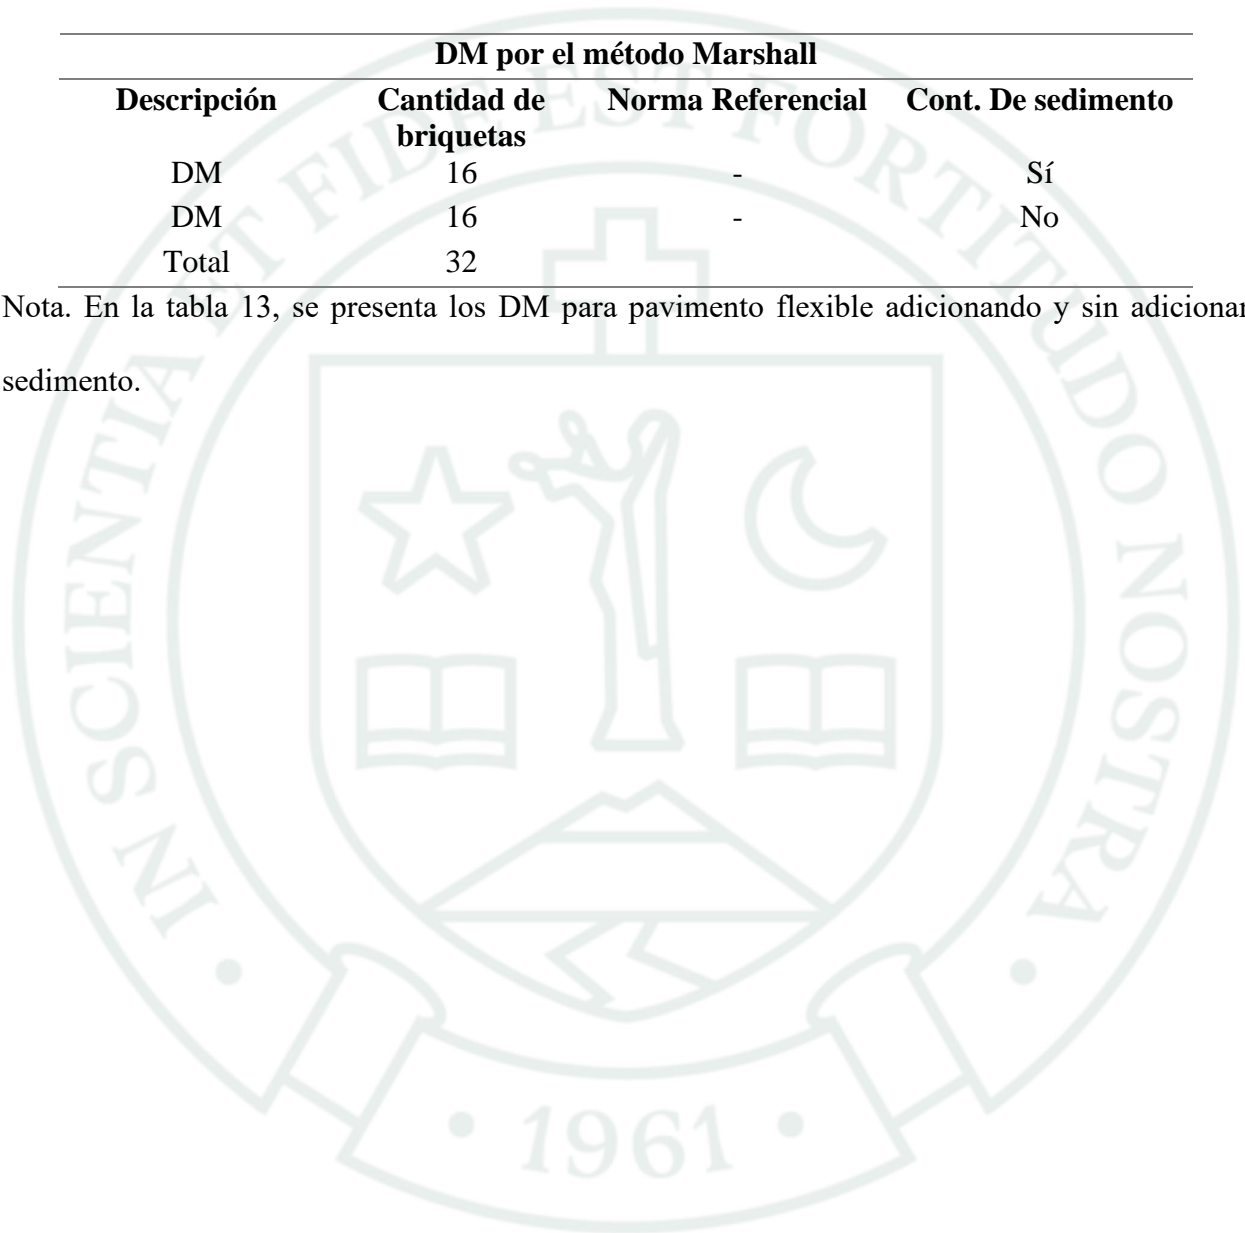 DM por el método Marshall
Descripción Cantidad de briquetas Norma Referencial Cont. De sedimento
DM 16 - Sí
DM 16 - No
Total 32
Nota. En la tabla 13, se presenta los DM para pavimento flexible adicionando y sin adicionar
sedimento.
IN SCIENTIA ET FIDE EST FORTITUDO NOSTRA
• 1961 •